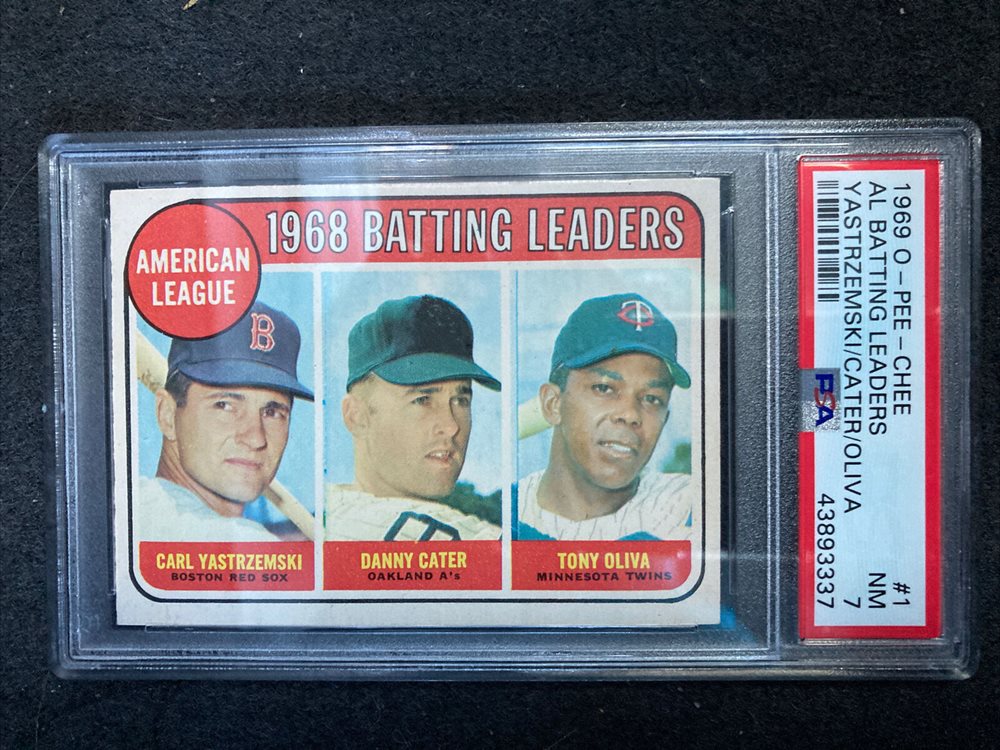 1968 BATTING LEADERS
AMERICAN
LEAGUE
B
TC
CARL YASTRZEMSKI
BOSTON RED SOX
DANNY CATER
OAKLAND A's
TONY OLIVA
MINNESOTA TWINS
1969 O-PEE-CHEE #1
AL BATTING LEADERS NM
YASTRZEMSKI/CATER/OLIVA 7
PSA 43893337